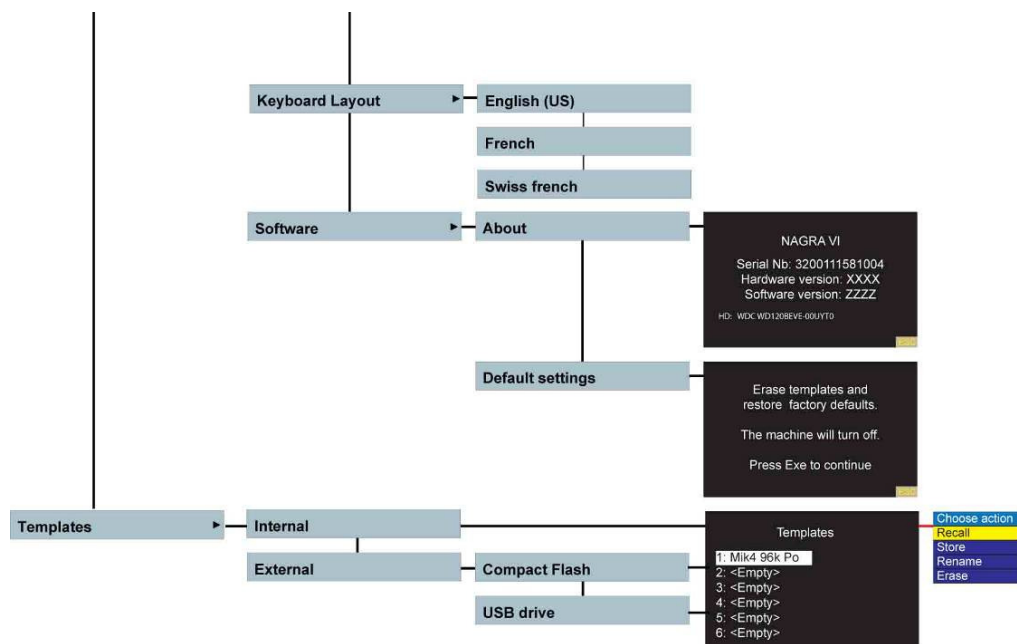 Keyboard Layout
English (US)
French
Swiss french
Software
About
NAGRA VI
Serial Nb: 3200111581004
Hardware version: XXXX
Software version: ZZZZ
HD: WDC WD120BEVE-00UYT0
Default settings
Erase templates and
restore factory defaults.
The machine will turn off.
Press Exe to continue
Templates
Internal
External
Compact Flash
USB drive
Templates
1: Mik4 96k Po
2: <Empty>
3: <Empty>
4: <Empty>
5: <Empty>
6: <Empty>
Choose action
Recall
Store
Rename
Erase